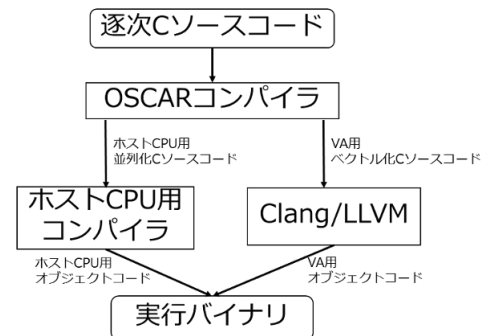 逐次Cソースコード
OSCARコンパイラ
ホストCPU用
並列化Cソースコード
VA用
ベクトル化Cソースコード
ホストCPU用
コンパイラ
Clang/LLVM
ホストCPU用
オブジェクトコード
VA用
オブジェクトコード
実行バイナリ